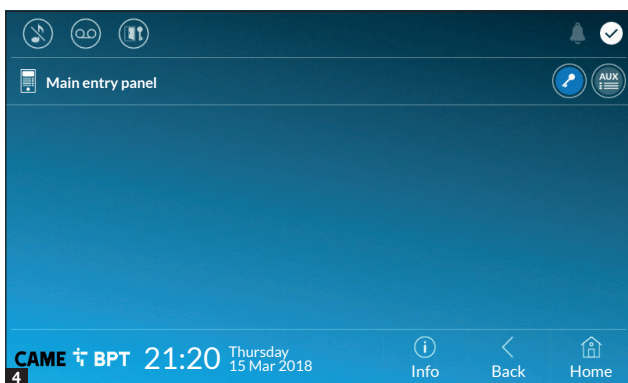 Main entry panel
AUX
CAME BPT 21:20 Thursday
15 Mar 2018
Info Back Home
4